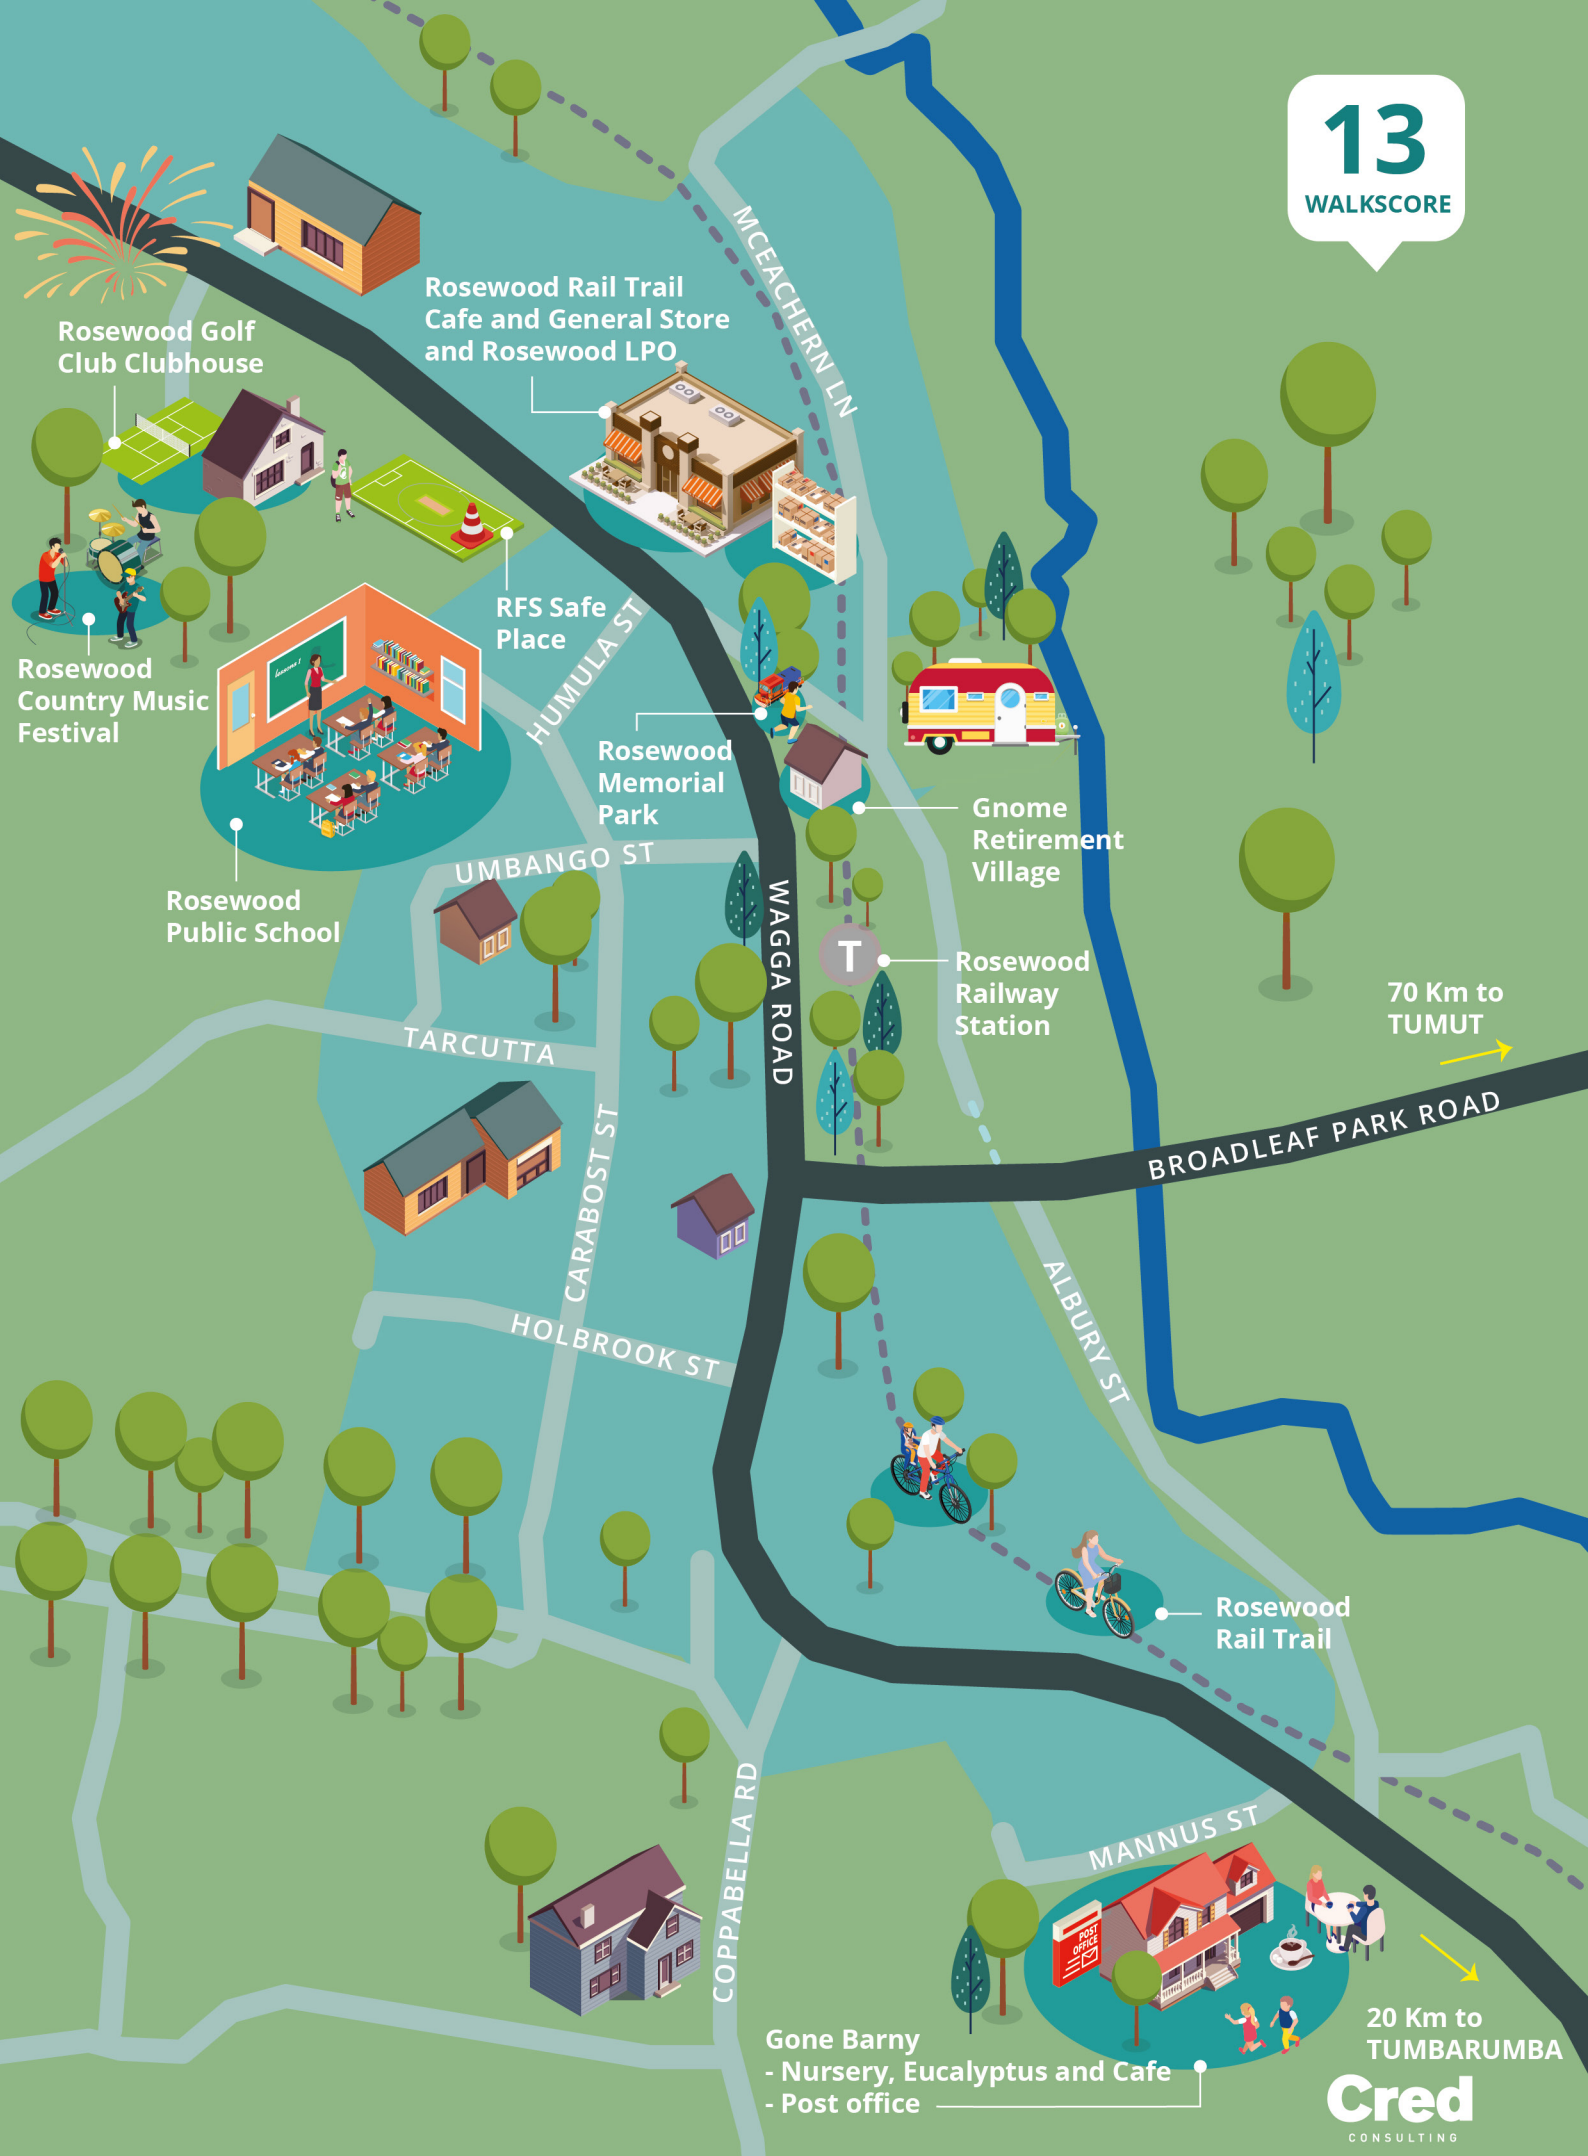 13
WALKSCORE
MCEACHERN LN
Rosewood Rail Trail
Cafe and General Store
and Rosewood LPO
Rosewood Golf
Club Clubhouse
RFS Safe
Place
HUMULA ST
Rosewood
Country Music
Festival
lessons!
Rosewood
Memorial
Park
Gnome
Retirement
Village
UMBANGO ST
Rosewood
Public School
WAGGA ROAD
T
Rosewood
Railway
Station
70 Km to
TUMUT
TARCUTTA
BROADLEAF PARK ROAD
CARABOST ST
HOLBROOK ST
ALBURY ST
Rosewood
Rail Trail
COPPABELLA RD
MANNUS ST
POST
OFFICE
Gone Barny
- Nursery, Eucalyptus and Cafe
- Post office
20 Km to
TUMBARUMBA
Cred
CONSULTING